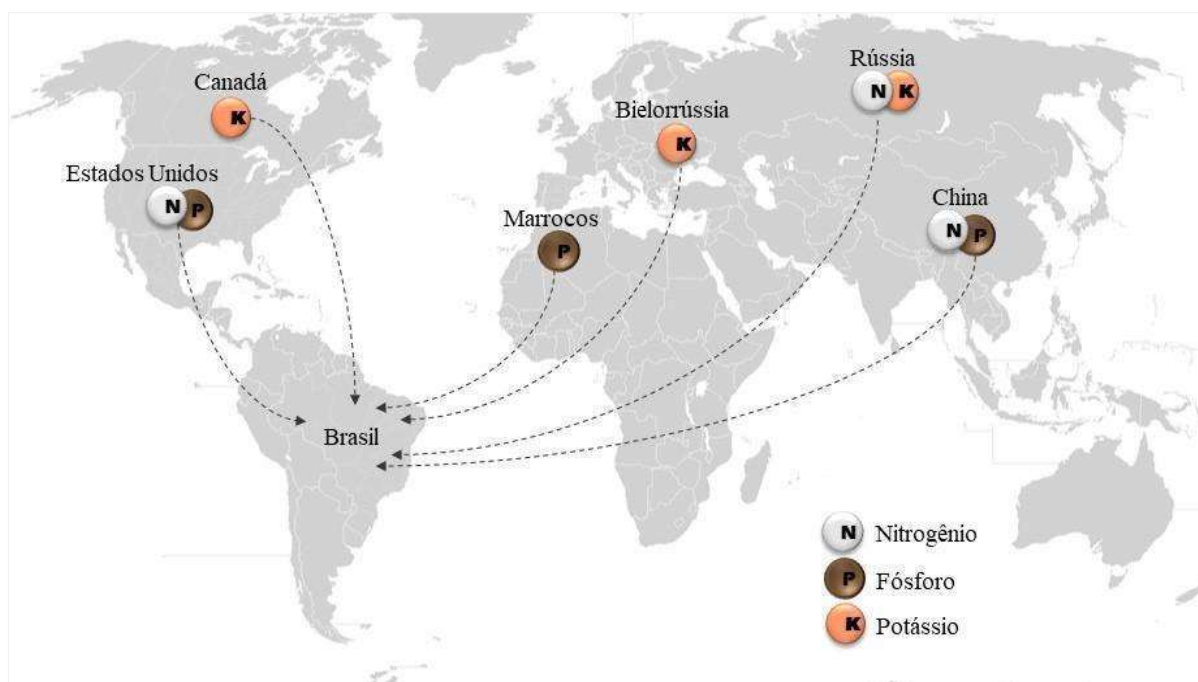 Canadá
K
Estados Unidos
N P
Marrocos
P
Bielorrússia
K
Rússia
N K
China
N P
Brasil
N Nitrogênio
P Fósforo
K Potássio